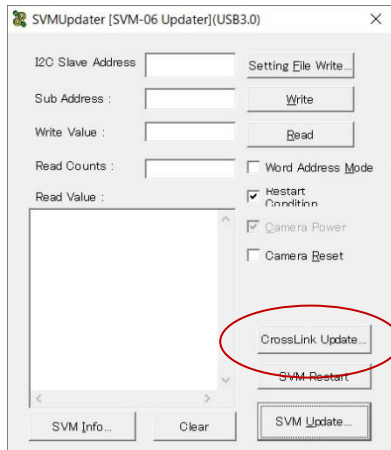 SVMUpdater [SVM-06 Updater](USB3.0)
I2C Slave Address
Setting File Write...
Sub Address :
Write
Write Value :
Read
Read Counts :
Word Address Mode
Read Value :
Restart
Condition
Camera Power
Camera Reset
CrossLink Update...
SVM Restart
SVM Info...
Clear
SVM Update...